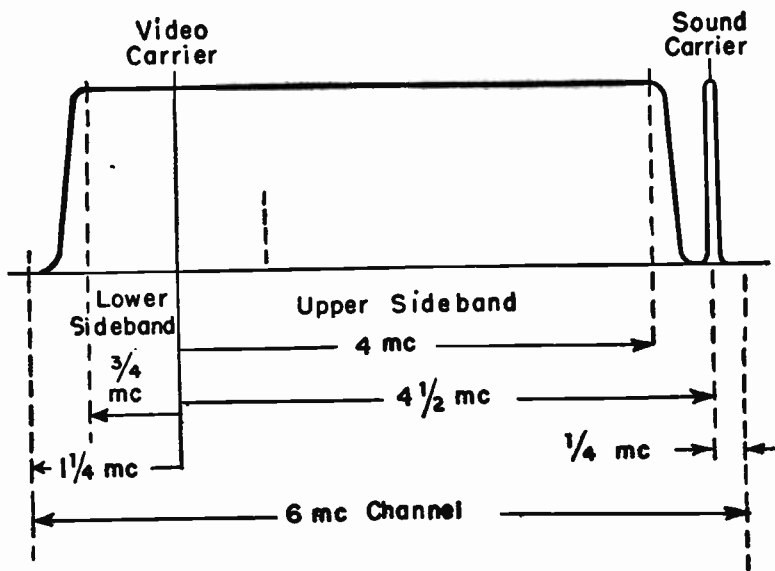 Video
Carrier
Sound
Carrier
Lower
Sideband
Upper Sideband
4 mc
3/4
mc
4 1/2 mc
1/4 mc
1 1/4 mc
6 mc Channel